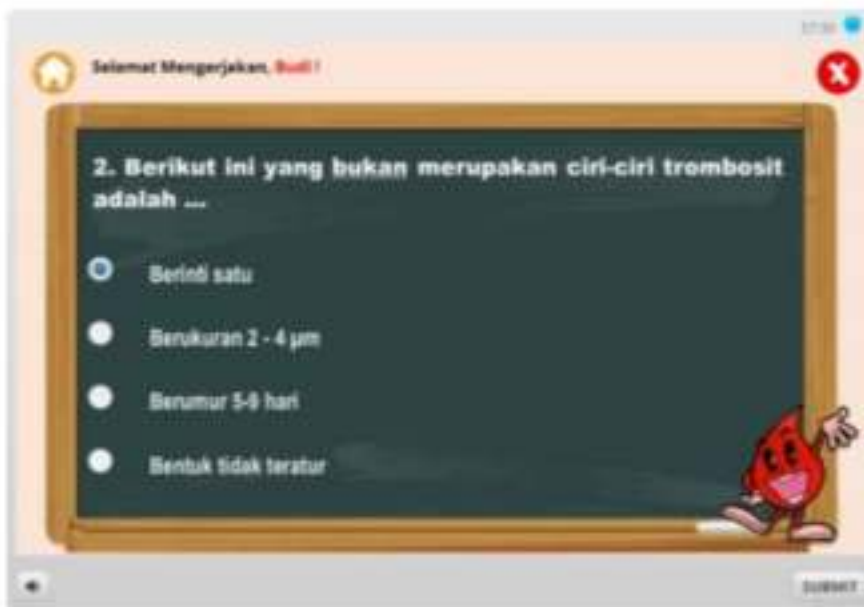 Selamat Mengerjakan, Budi !
2. Berikut ini yang bukan merupakan ciri-ciri trombosit
adalah ...
Berinti satu
Berukuran 2 - 4 µm
Berumur 5-9 hari
Bentuk tidak teratur
SUBMIT